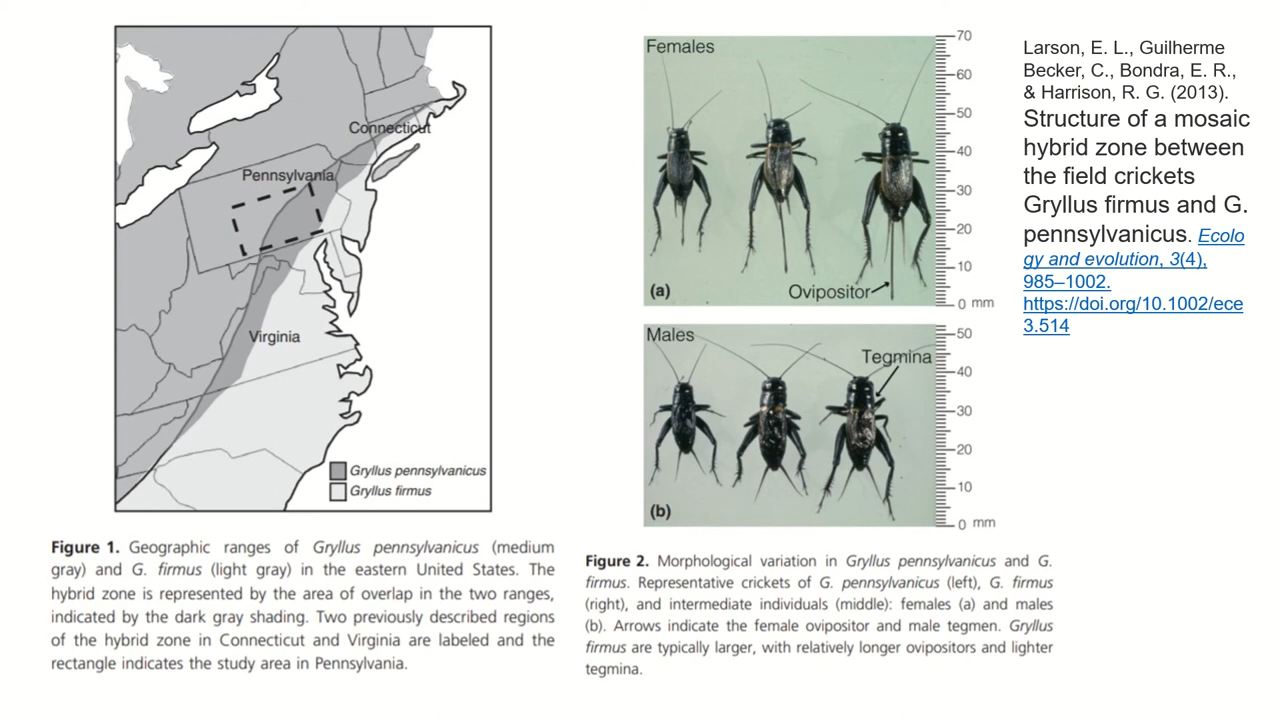 Connecticut
Pennsylvania
Virginia
Gryllus pennsylvanicus
Gryllus firmus
Figure 1. Geographic ranges of Gryllus pennsylvanicus (medium
gray) and G. firmus (light gray) in the eastern United States. The
hybrid zone is represented by the area of overlap in the two ranges,
indicated by the dark gray shading. Two previously described regions
of the hybrid zone in Connecticut and Virginia are labeled and the
rectangle indicates the study area in Pennsylvania.
Females
70
60
50
40
30
20
10
0 mm
Ovipositor
(a)
Males
Tegmina
50
40
30
20
10
0 mm
(b)
Figure 2. Morphological variation in Gryllus pennsylvanicus and G.
firmus. Representative crickets of G. pennsylvanicus (left), G. firmus
(right), and intermediate individuals (middle): females (a) and males
(b). Arrows indicate the female ovipositor and male tegmen. Gryllus
firmus are typically larger, with relatively longer ovipositors and lighter
tegmina.
Larson, E. L., Guilherme
Becker, C., Bondra, E. R.,
& Harrison, R. G. (2013).
Structure of a mosaic
hybrid zone between
the field crickets
Gryllus firmus and G.
pennsylvanicus. Ecolo
gy and evolution, 3(4),
985–1002.
https://doi.org/10.1002/ece
3.514